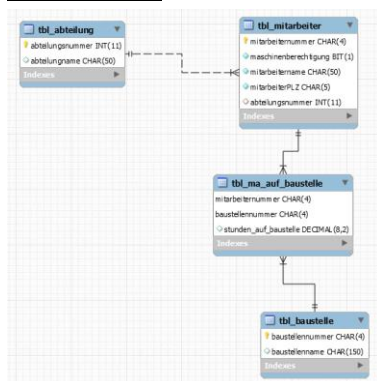 tbl_abteilung
abteilungsnummer INT(11)
abteilungname CHAR(50)
Indexes
tbl_mitarbeiter
mitarbeiternummer CHAR(4)
maschinenberechtigung BIT(1)
mitarbeitername CHAR(50)
mitarbeiterPLZ CHAR(5)
abteilungsnummer INT(11)
Indexes
tbl_ma_auf_baustelle
mitarbeiternummer CHAR(4)
baustellennummer CHAR(4)
stunden_auf_baustelle DECIMAL(8,2)
Indexes
tbl_baustelle
baustellennummer CHAR(4)
baustellenname CHAR(150)
Indexes